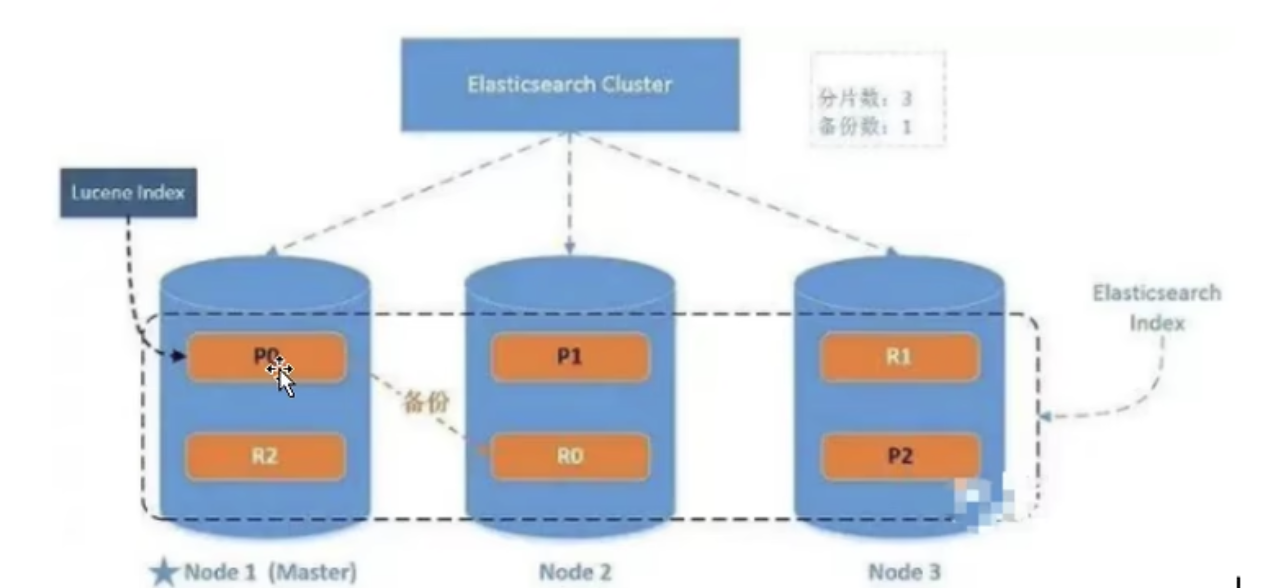 Elasticsearch Cluster
分片数：3
备份数：1
Lucene Index
Elasticsearch
Index
P0
P1
R1
备份
R2
R0
P2
Node 1 (Master)
Node 2
Node 3